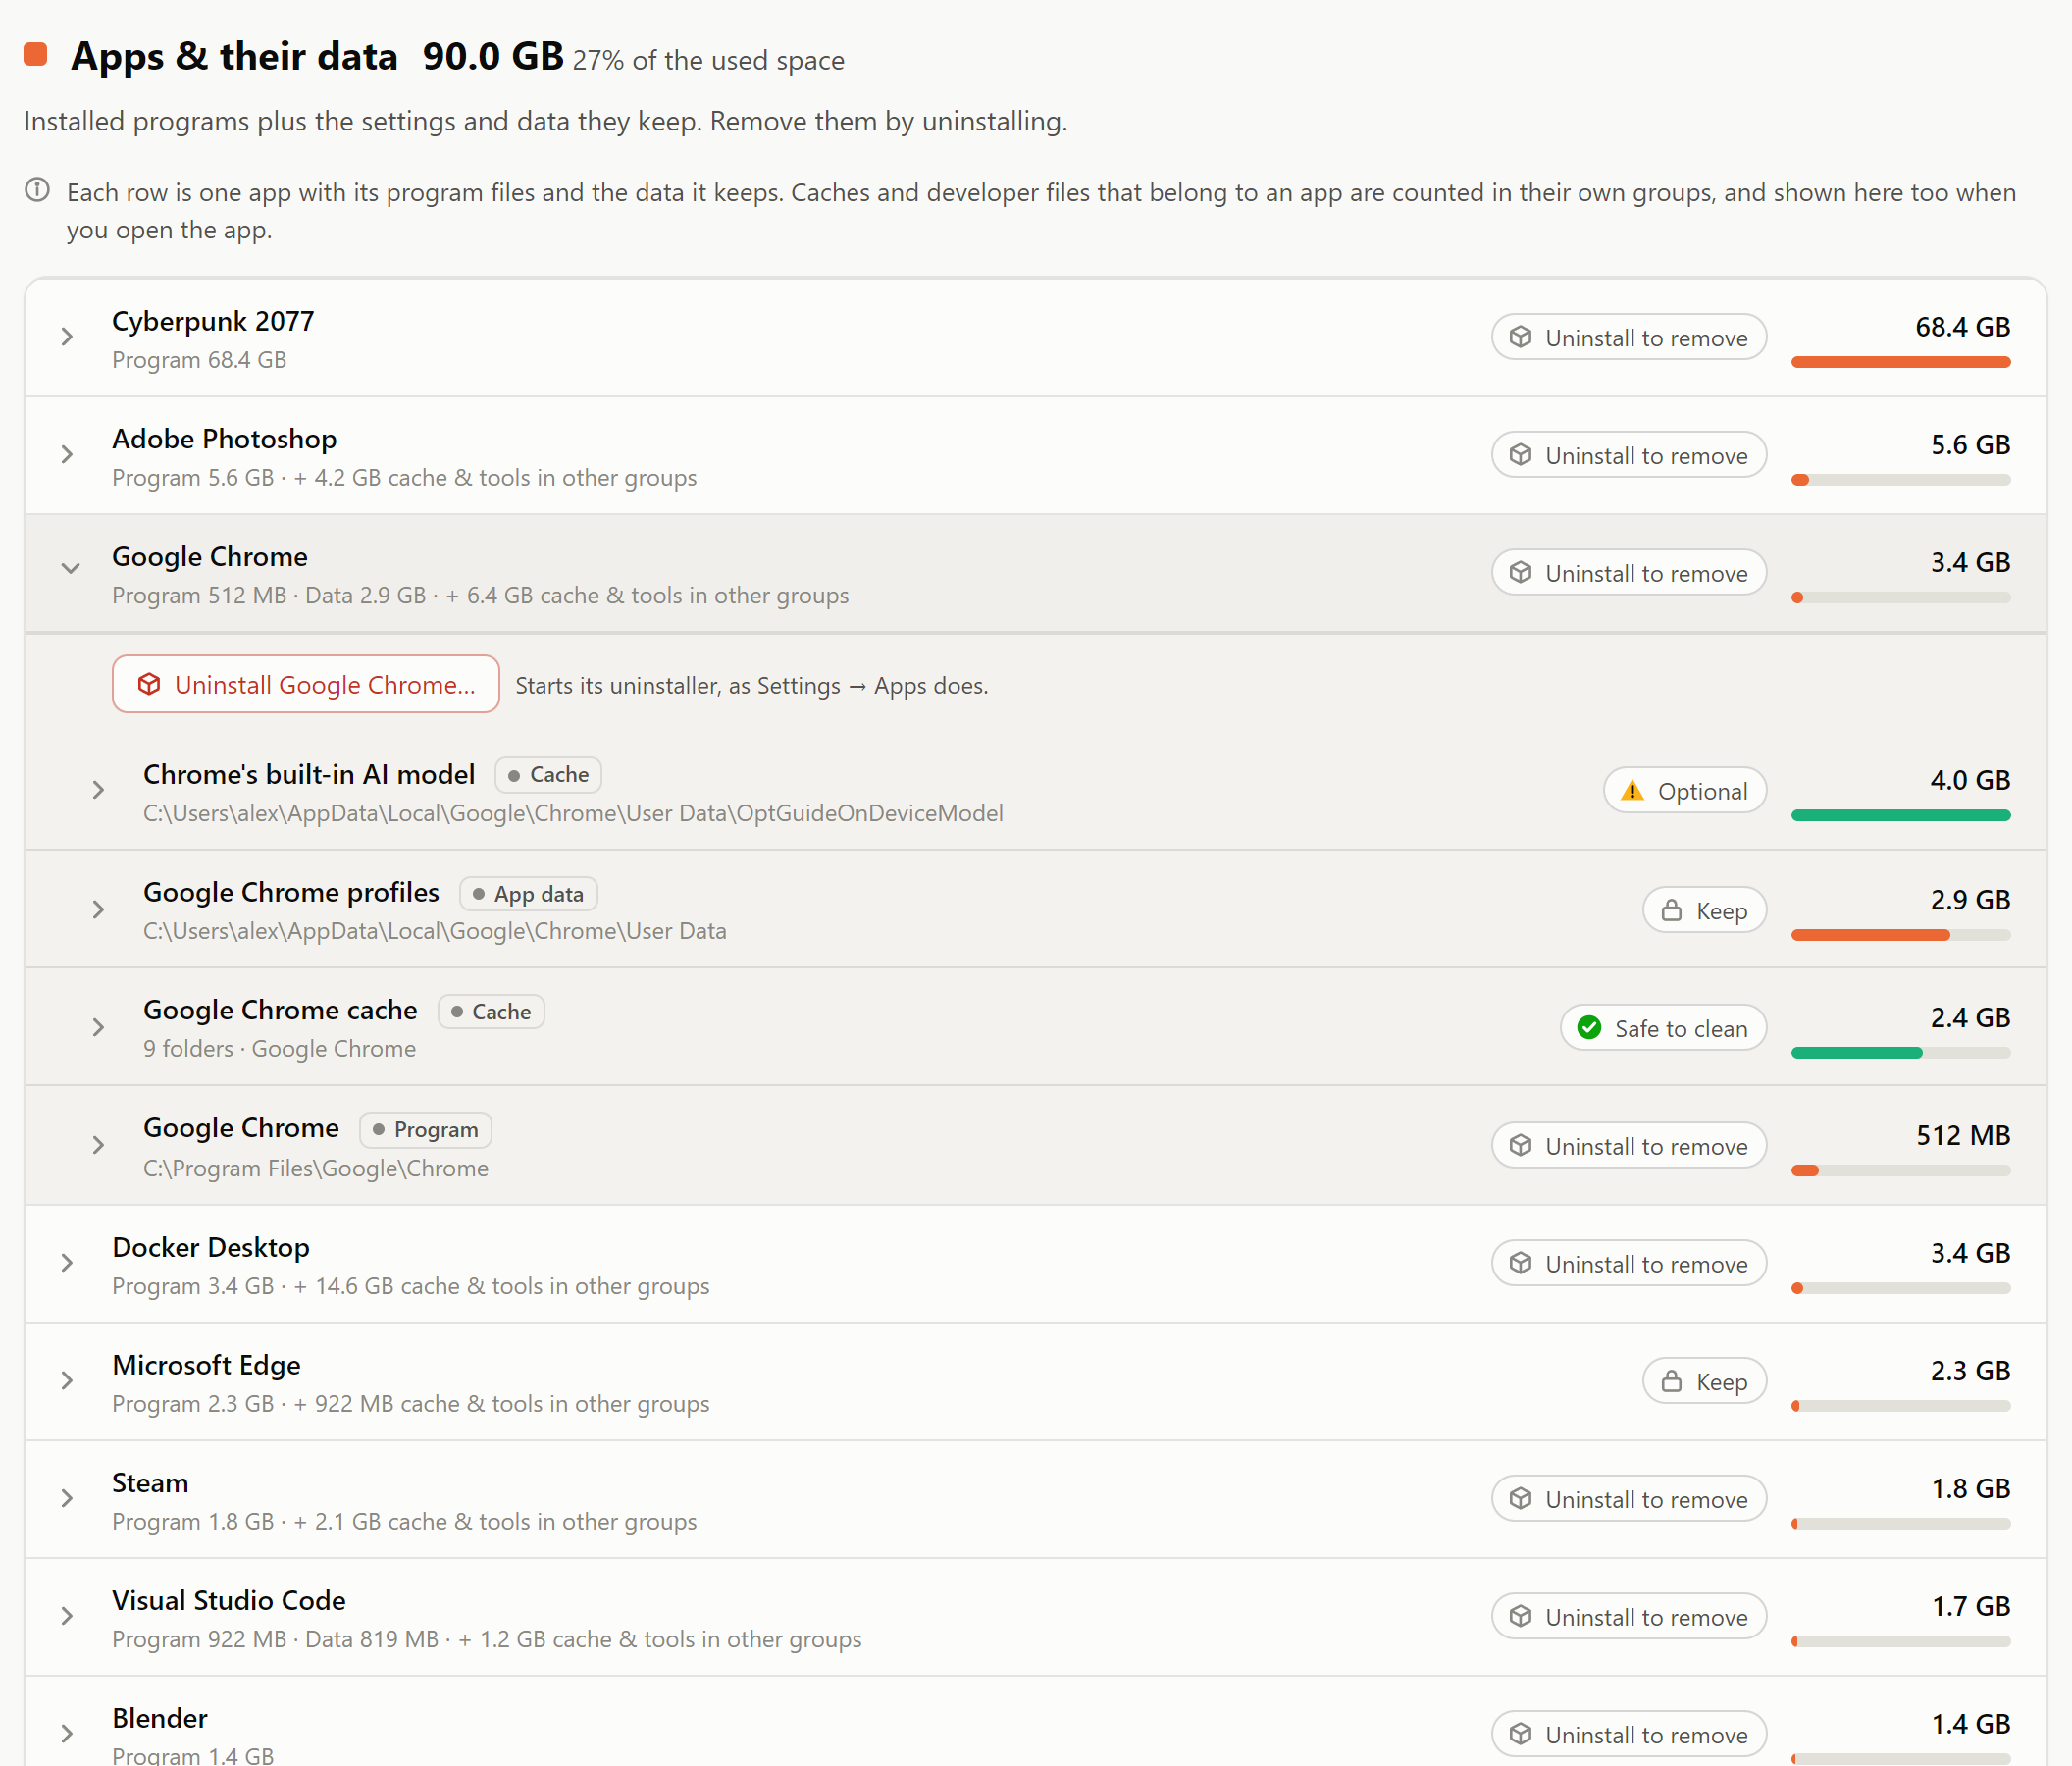 Apps & their data 90.0 GB 27% of the used space
Installed programs plus the settings and data they keep. Remove them by uninstalling.
Each row is one app with its program files and the data it keeps. Caches and developer files that belong to an app are counted in their own groups, and shown here too when
you open the app.
Cyberpunk 2077
Program 68.4 GB
Uninstall to remove
68.4 GB
Adobe Photoshop
Program 5.6 GB · + 4.2 GB cache & tools in other groups
Uninstall to remove
5.6 GB
Google Chrome
Program 512 MB · Data 2.9 GB · + 6.4 GB cache & tools in other groups
Uninstall to remove
3.4 GB
Uninstall Google Chrome... Starts its uninstaller, as Settings → Apps does.
Chrome's built-in AI model Cache
C:\Users\alex\AppData\Local\Google\Chrome\User Data\OptGuideOnDeviceModel
Optional
4.0 GB
Google Chrome profiles App data
C:\Users\alex\AppData\Local\Google\Chrome\User Data
Keep
2.9 GB
Google Chrome cache Cache
9 folders · Google Chrome
Safe to clean
2.4 GB
Google Chrome Program
C:\Program Files\Google\Chrome
Uninstall to remove
512 MB
Docker Desktop
Program 3.4 GB · + 14.6 GB cache & tools in other groups
Uninstall to remove
3.4 GB
Microsoft Edge
Program 2.3 GB · + 922 MB cache & tools in other groups
Keep
2.3 GB
Steam
Program 1.8 GB · + 2.1 GB cache & tools in other groups
Uninstall to remove
1.8 GB
Visual Studio Code
Program 922 MB · Data 819 MB · + 1.2 GB cache & tools in other groups
Uninstall to remove
1.7 GB
Blender
Program 1.4 GB
Uninstall to remove
1.4 GB